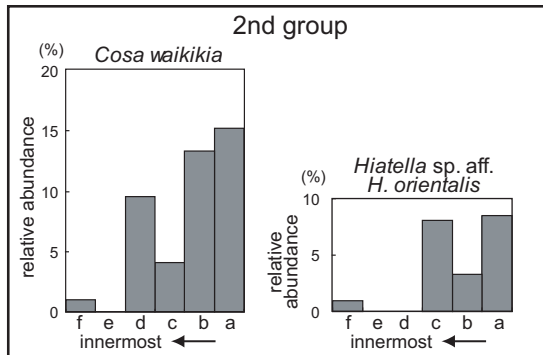 2nd group
(%)
Cosa waikikia
20
15
10
5
0
relative abundance
f e d c b a
innermost ←
(%)
Hiatella sp. aff.
H. orientalis
10
5
0
relative
abundance
f e d c b a
innermost ←